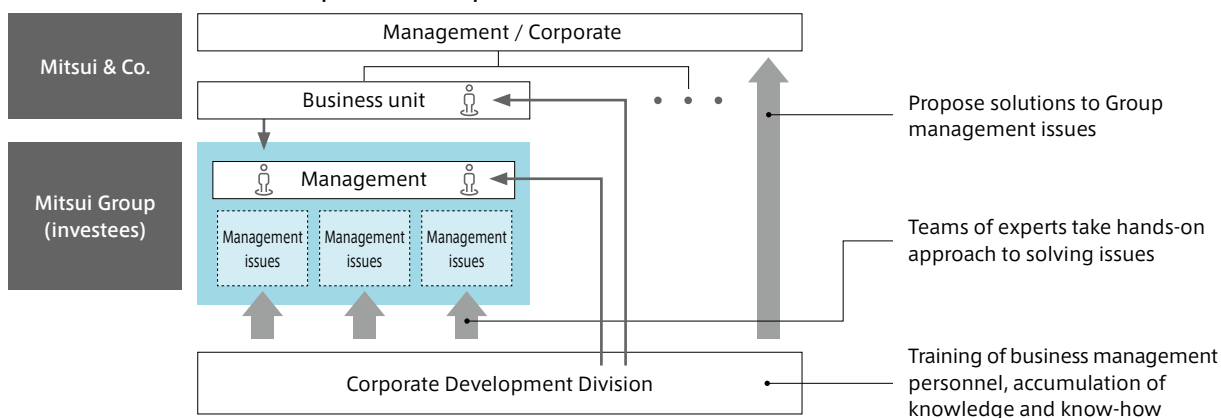 Management / Corporate
Mitsui & Co.
Business unit
Propose solutions to Group
management issues
Mitsui Group
(investees)
Management
Management
issues
Management
issues
Management
issues
Teams of experts take hands-on
approach to solving issues
Corporate Development Division
Training of business management
personnel, accumulation of
knowledge and know-how